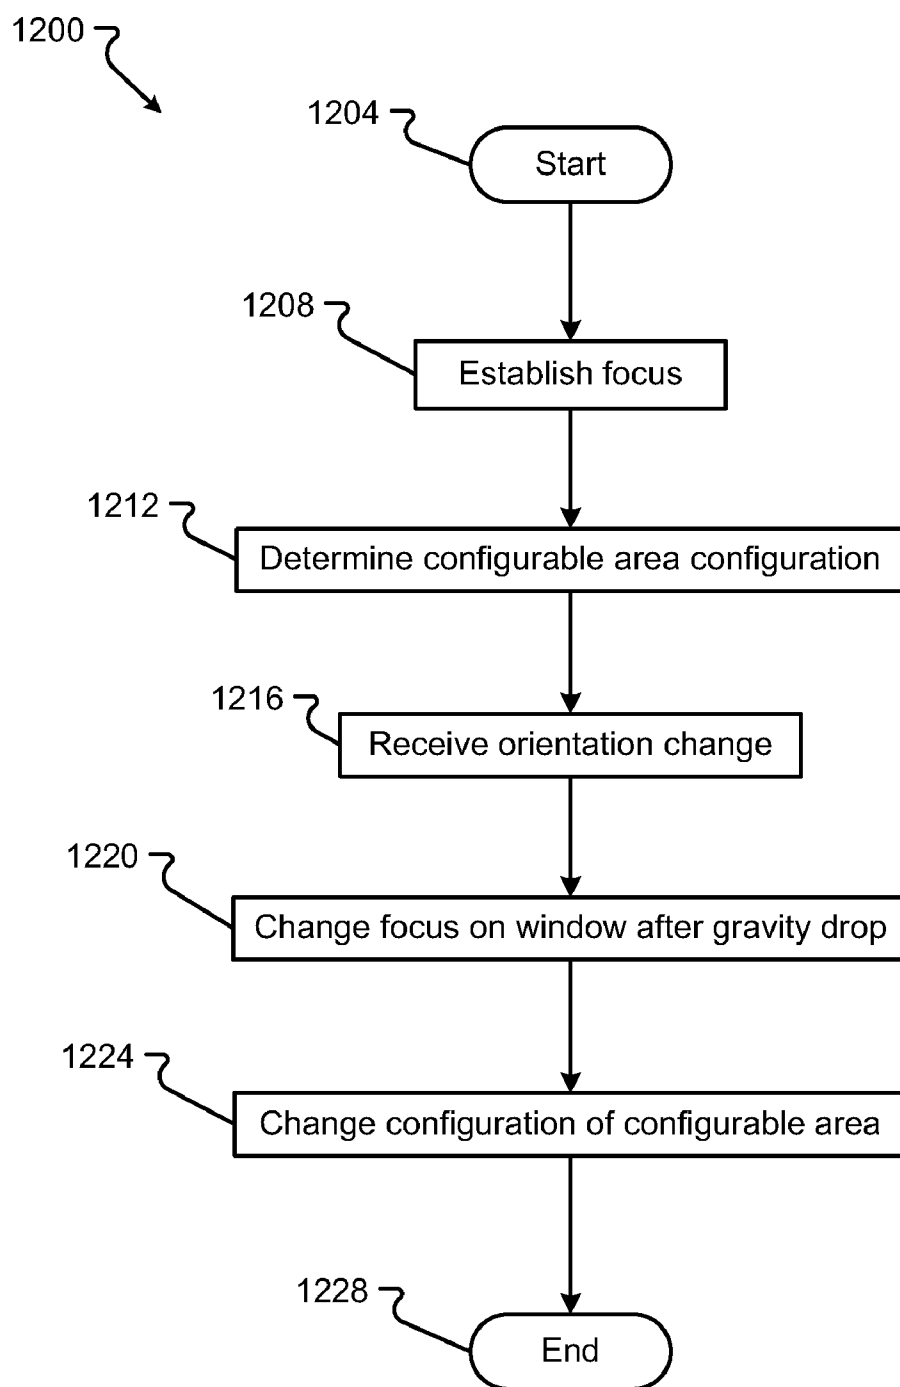 1200
1204
Start
1208
Establish focus
1212
Determine configurable area configuration
1216
Receive orientation change
1220
Change focus on window after gravity drop
1224
Change configuration of configurable area
1228
End